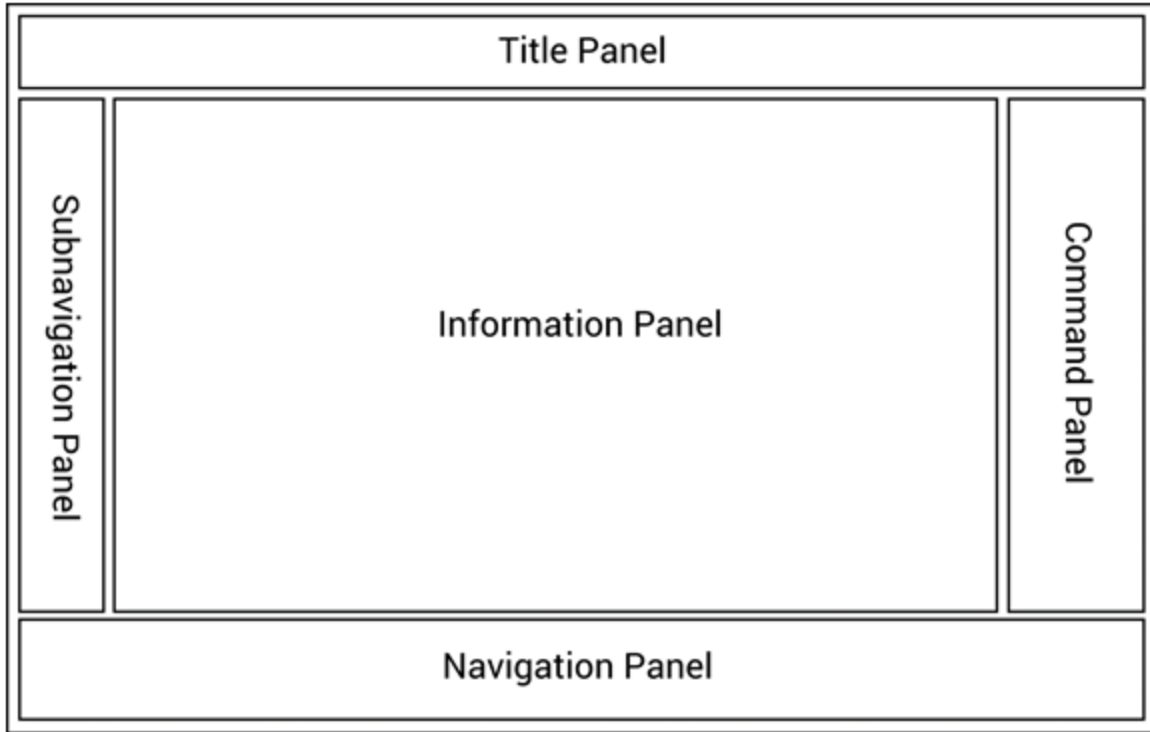 Title Panel
Subnavigation Panel
Information Panel
Command Panel
Navigation Panel